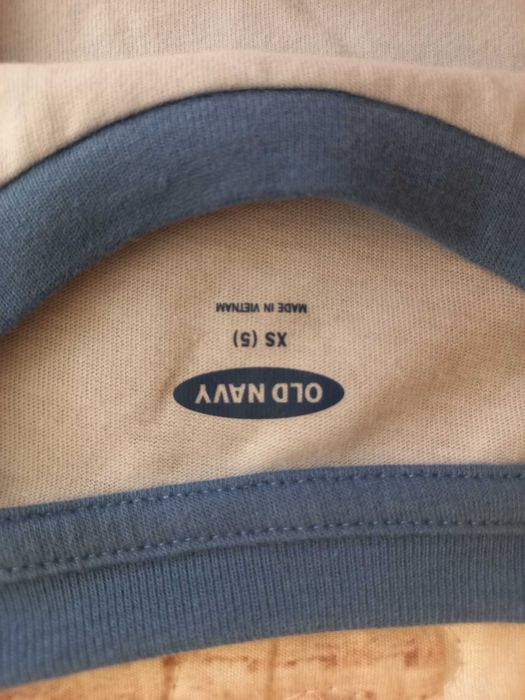 OLD NAVY
XS (5)
MADE IN VIETNAM